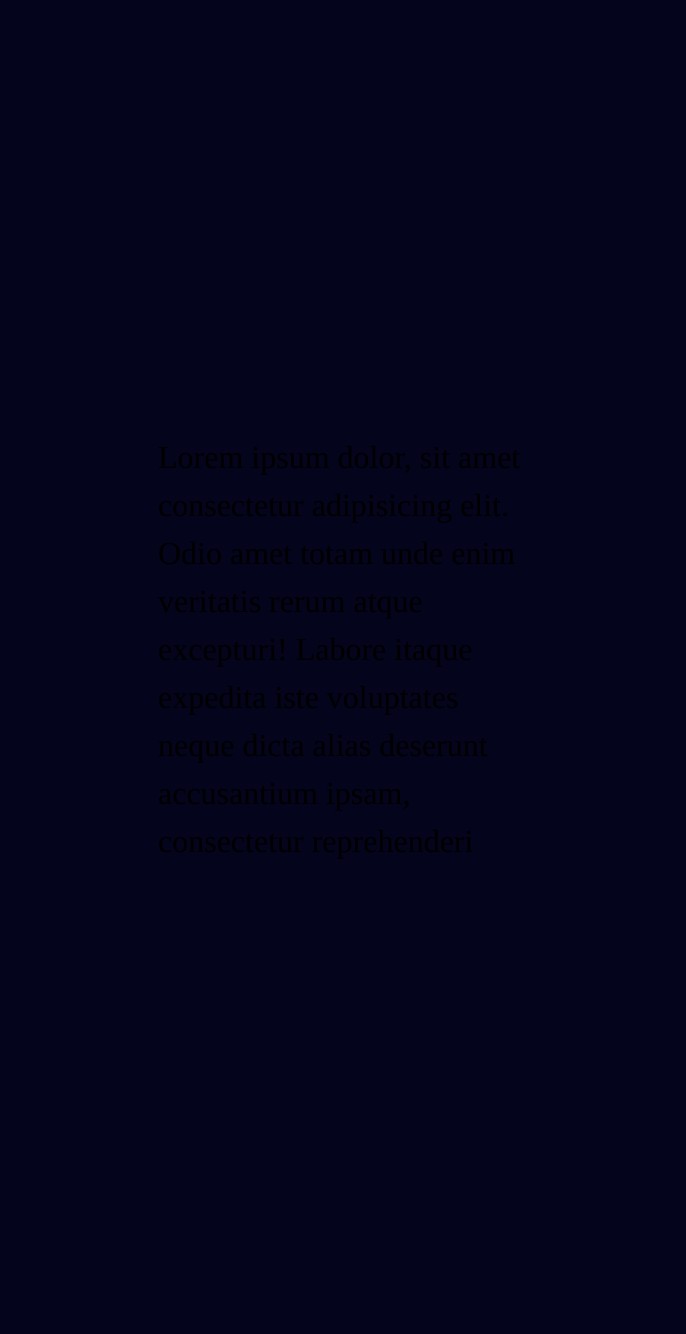 Lorem ipsum dolor, sit amet
consectetur adipisicing elit.
Odio amet totam unde enim
veritatis rerum atque
excepturi! Labore itaque
expedita iste voluptates
neque dicta alias deserunt
accusantium ipsam,
consectetur reprehenderi